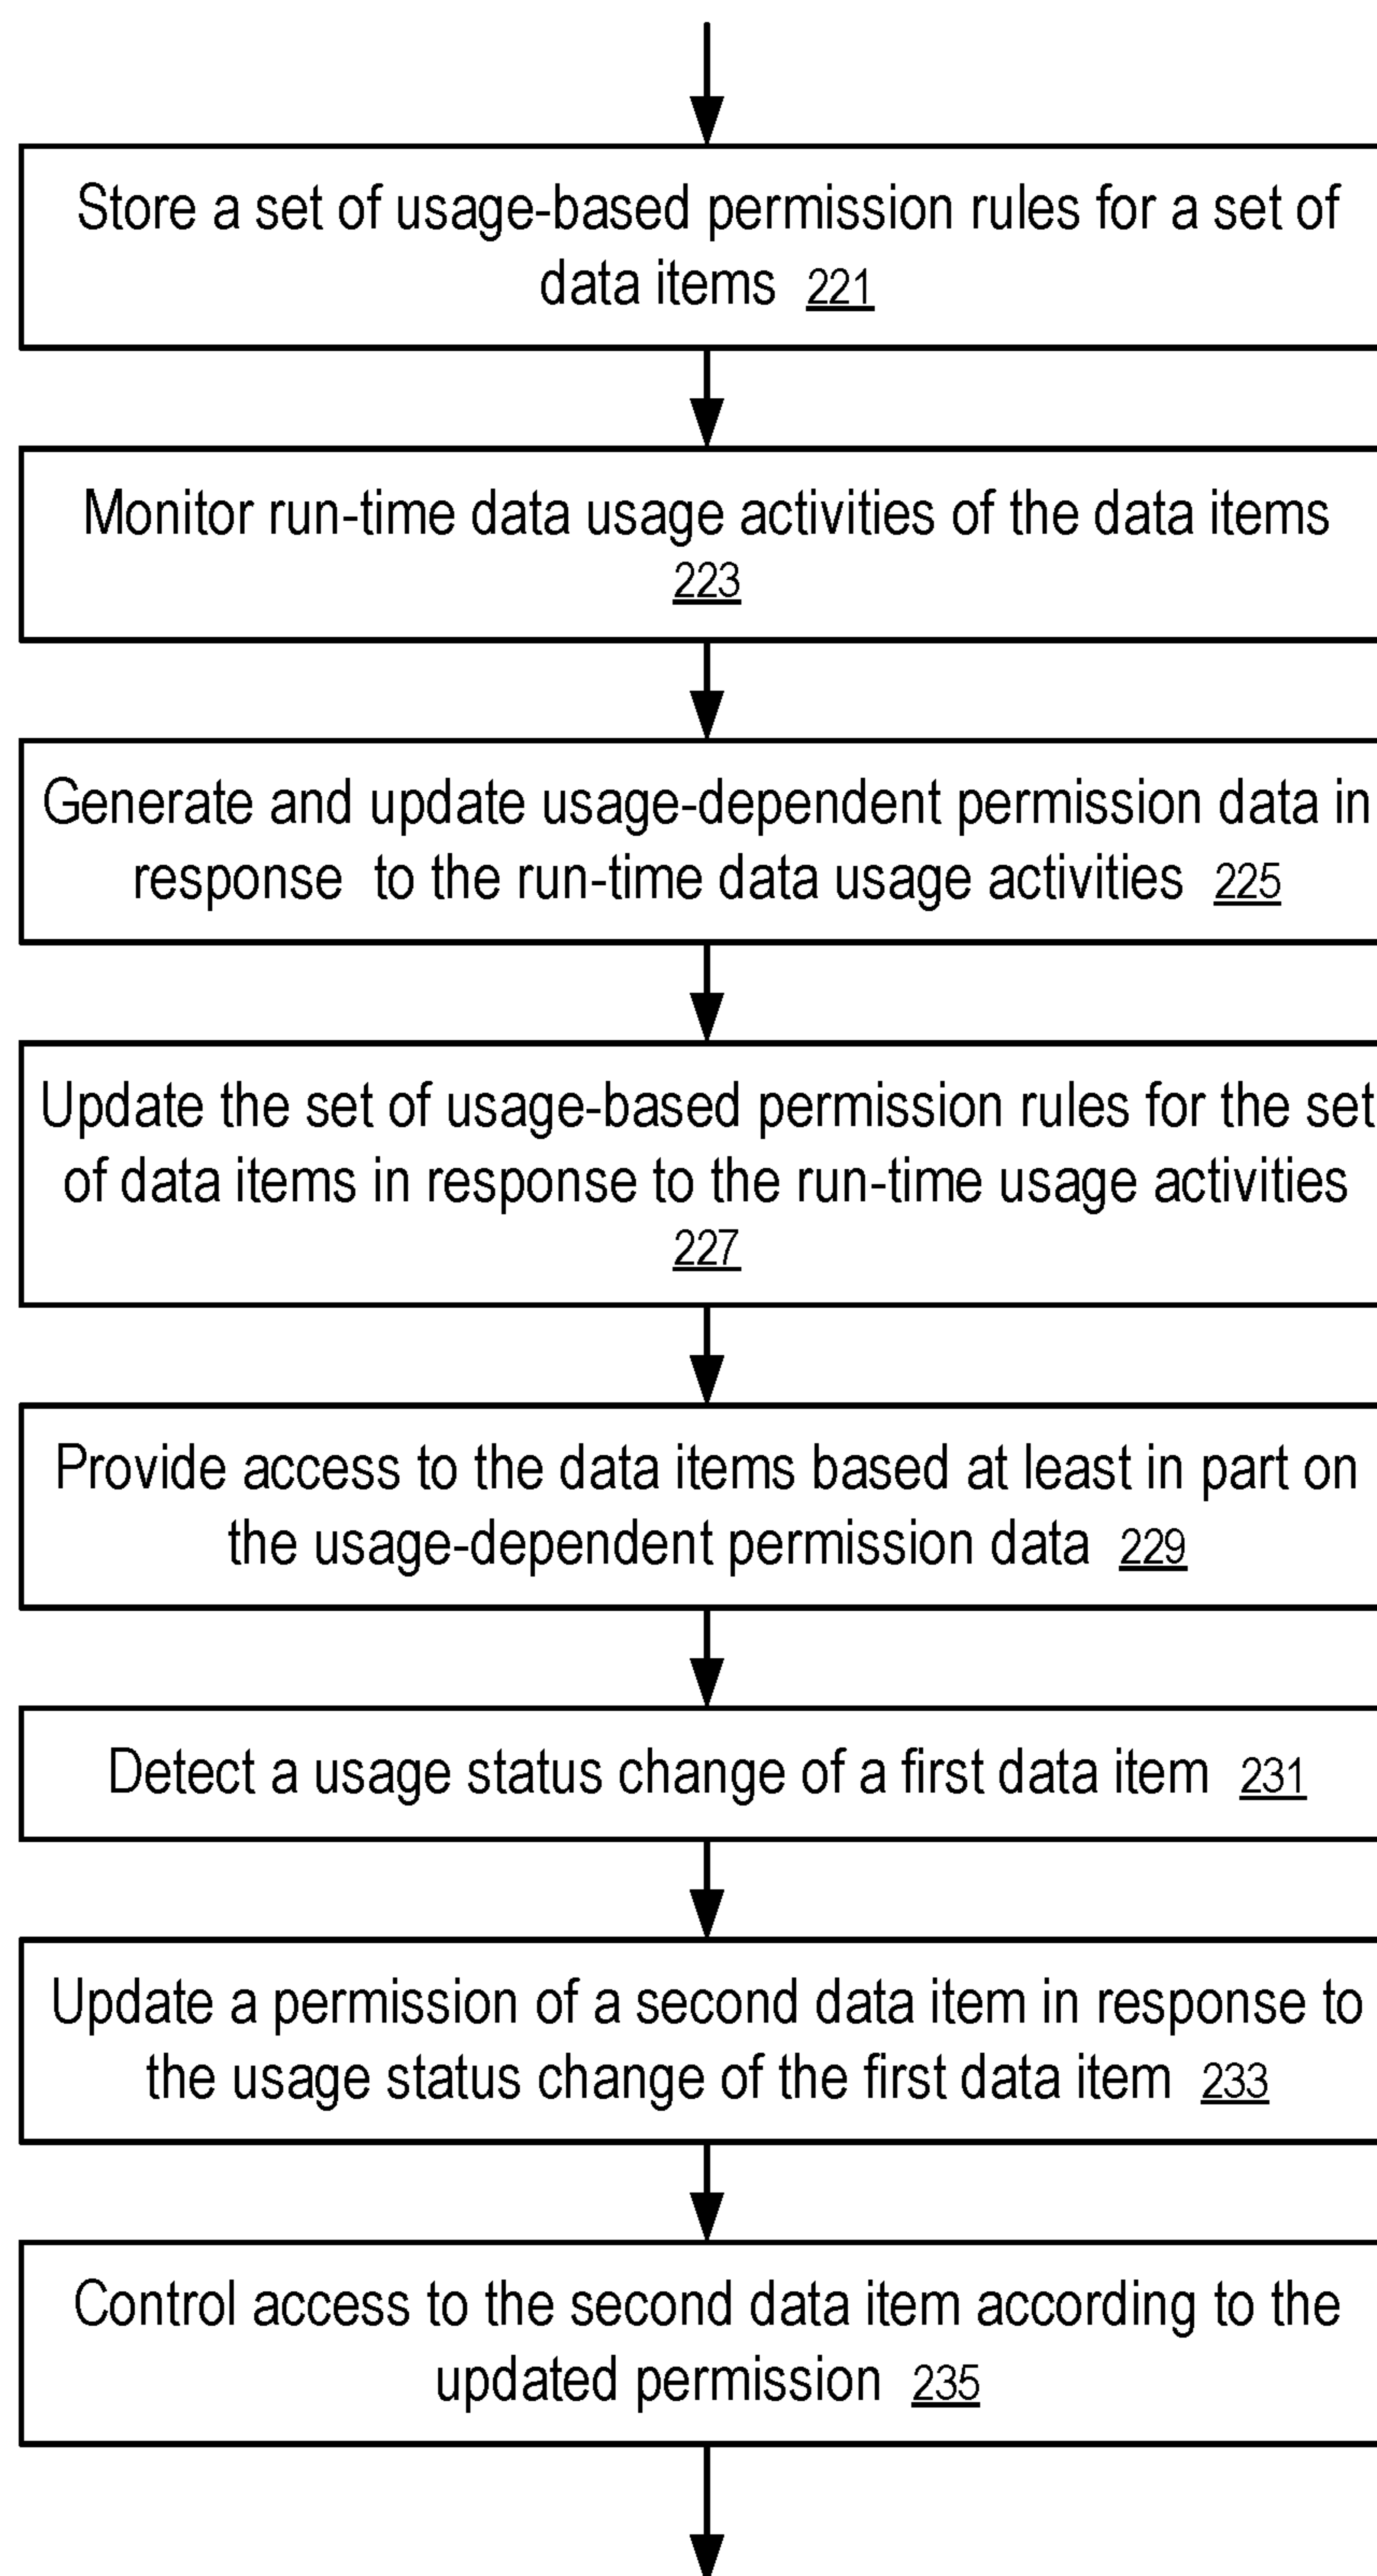 Store a set of usage-based permission rules for a set of
data items 221
Monitor run-time data usage activities of the data items
223
Generate and update usage-dependent permission data in
response to the run-time data usage activities 225
Update the set of usage-based permission rules for the set
of data items in response to the run-time usage activities
227
Provide access to the data items based at least in part on
the usage-dependent permission data 229
Detect a usage status change of a first data item 231
Update a permission of a second data item in response to
the usage status change of the first data item 233
Control access to the second data item according to the
updated permission 235